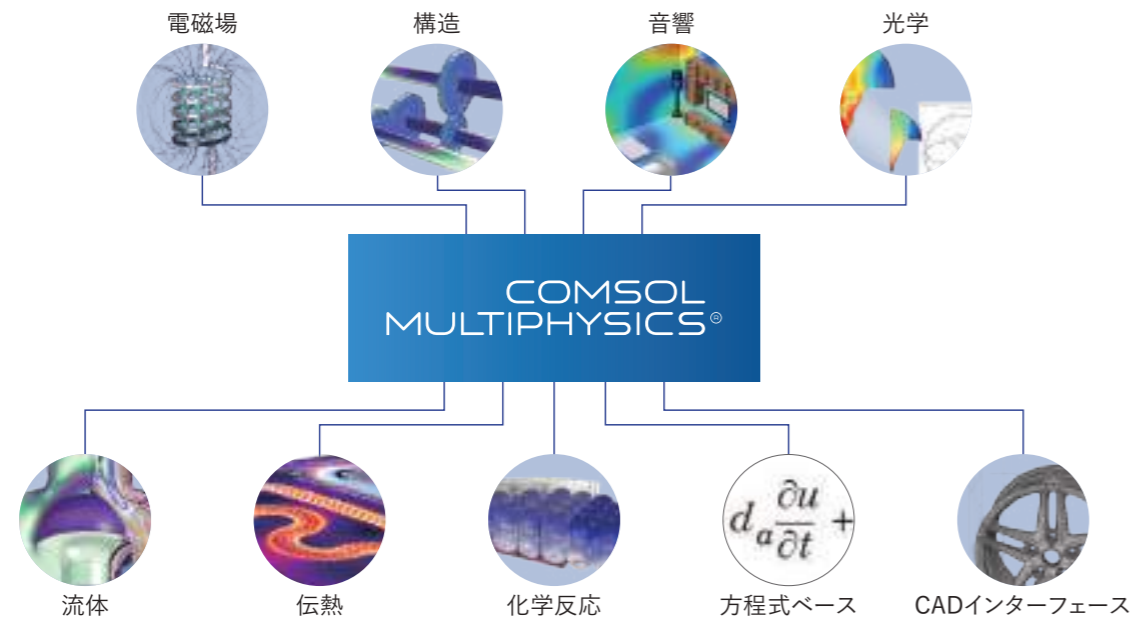 電磁場
構造
音響
光学
COMSOL
MULTIPHYSICS®
d_a ∂u/∂t +
流体
伝熱
化学反応
方程式ベース
CADインターフェース